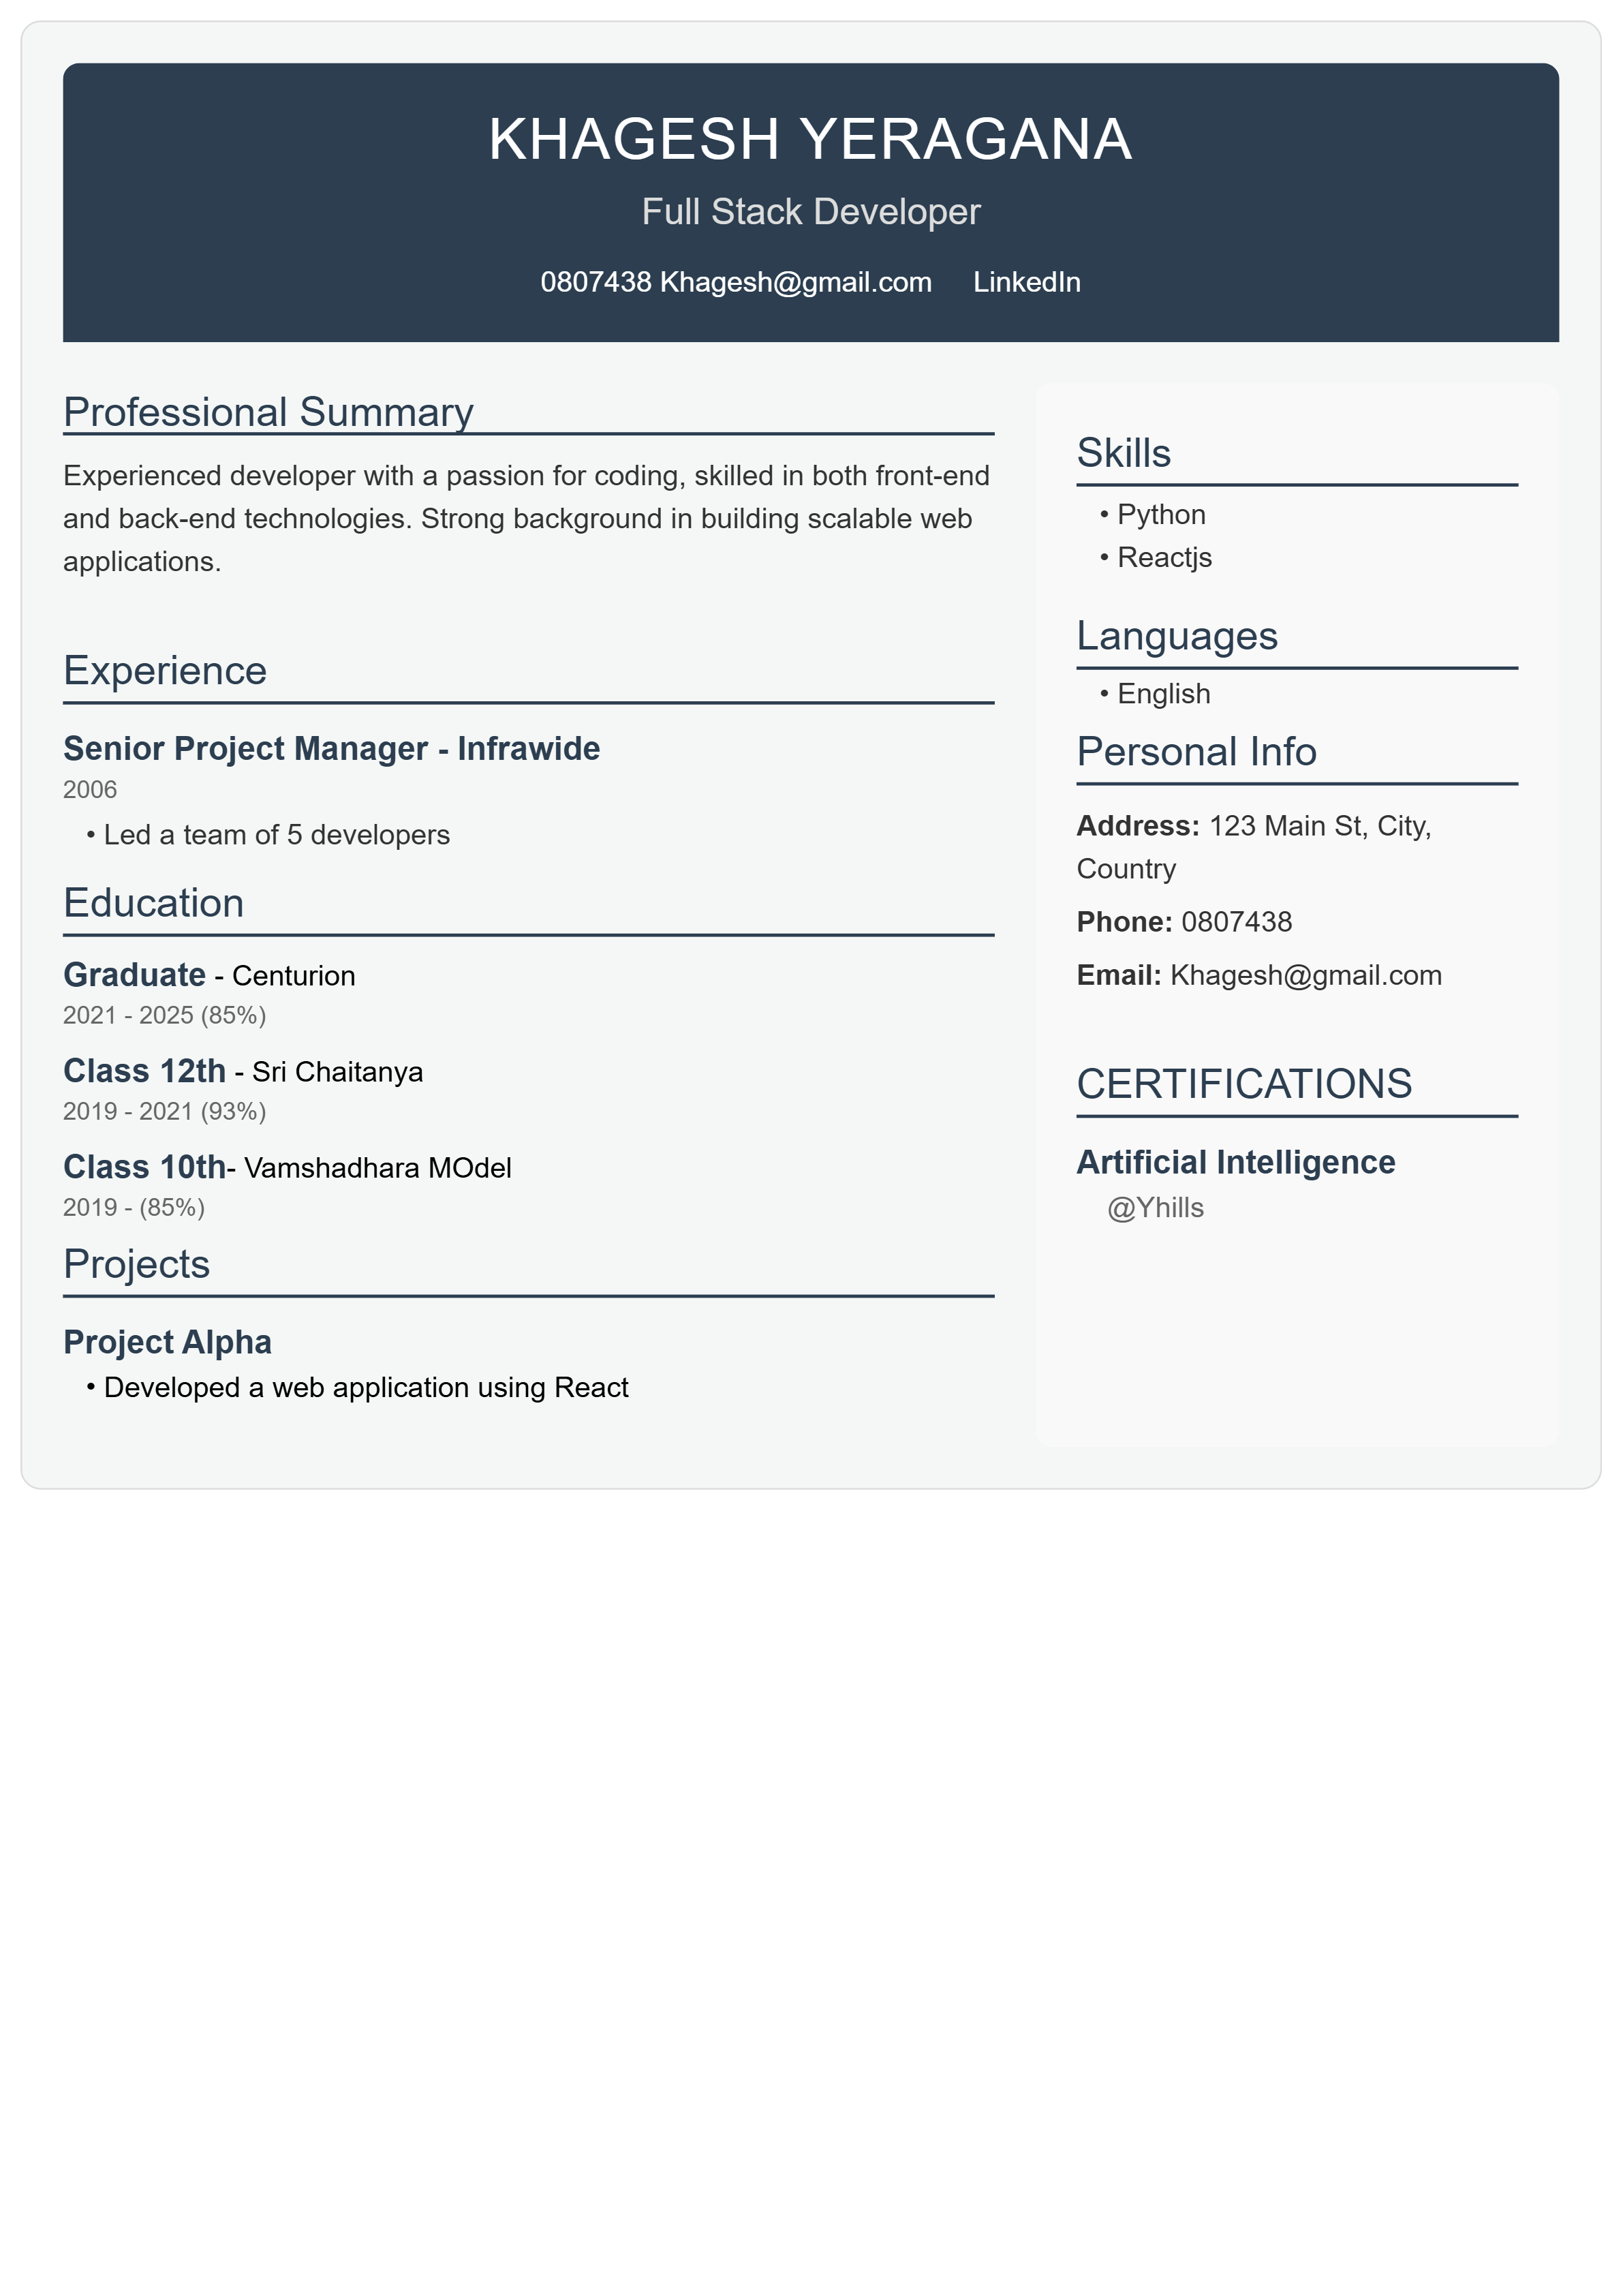 KHAGESH YERAGANA
Full Stack Developer
0807438 Khagesh@gmail.com LinkedIn
Professional Summary
Experienced developer with a passion for coding, skilled in both front-end
and back-end technologies. Strong background in building scalable web
applications.
Experience
Senior Project Manager - Infrawide
2006
• Led a team of 5 developers
Education
Graduate - Centurion
2021 - 2025 (85%)
Class 12th - Sri Chaitanya
2019 - 2021 (93%)
Class 10th- Vamshadhara MOdel
2019 - (85%)
Projects
Project Alpha
• Developed a web application using React
Skills
• Python
• Reactjs
Languages
• English
Personal Info
Address: 123 Main St, City,
Country
Phone: 0807438
Email: Khagesh@gmail.com
CERTIFICATIONS
Artificial Intelligence
@Yhills